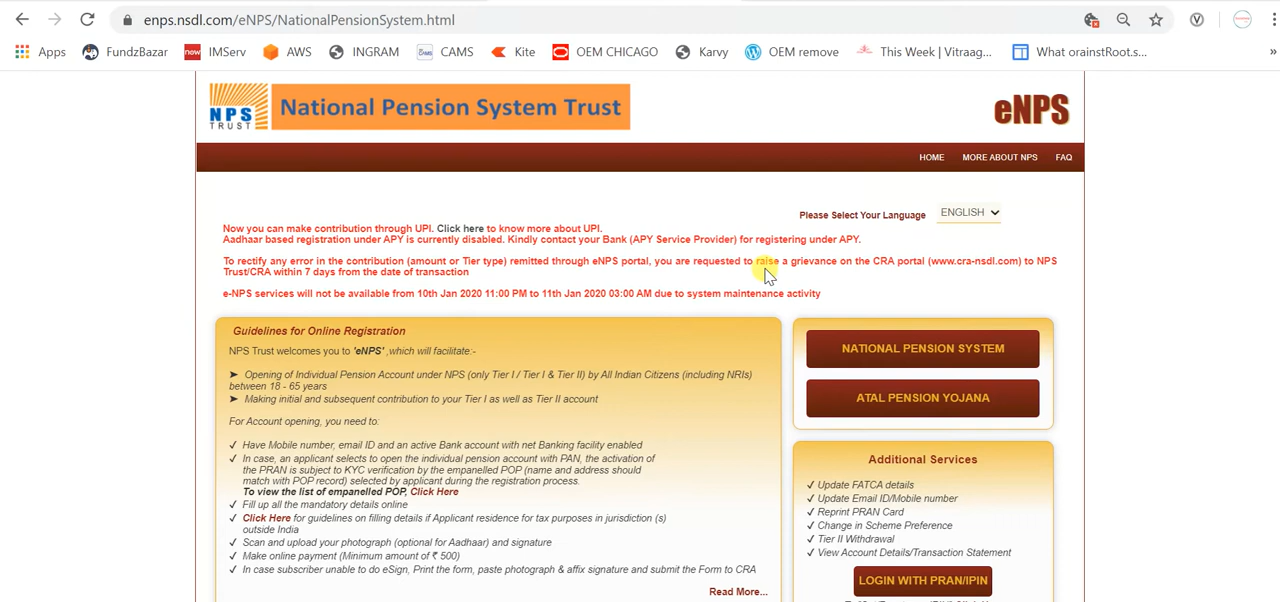 enps.nsdl.com/eNPS/NationalPensionSystem.html
Apps FundzBazar now IMServ AWS INGRAM CAMS Kite OEM CHICAGO Karvy OEM remove This Week | Vitraag... What orainstRoot.s... »
NPS TRUST National Pension System Trust eNPS
HOME MORE ABOUT NPS FAQ
Please Select Your Language ENGLISH
Now you can make contribution through UPI. Click here to know more about UPI.
Aadhaar based registration under APY is currently disabled. Kindly contact your Bank (APY Service Provider) for registering under APY.
To rectify any error in the contribution (amount or Tier type) remitted through eNPS portal, you are requested to raise a grievance on the CRA portal (www.cra-nsdl.com) to NPS
Trust/CRA within 7 days from the date of transaction
e-NPS services will not be available from 10th Jan 2020 11:00 PM to 11th Jan 2020 03:00 AM due to system maintenance activity
Guidelines for Online Registration
NPS Trust welcomes you to 'eNPS' ,which will facilitate:-
➤ Opening of Individual Pension Account under NPS (only Tier I / Tier I & Tier II) by All Indian Citizens (including NRIs)
between 18 - 65 years
➤ Making initial and subsequent contribution to your Tier I as well as Tier II account
For Account opening, you need to:
✓ Have Mobile number, email ID and an active Bank account with net Banking facility enabled
✓ In case, an applicant selects to open the individual pension account with PAN, the activation of
the PRAN is subject to KYC verification by the empanelled POP (name and address should
match with POP record) selected by applicant during the registration process.
To view the list of empanelled POP, Click Here
✓ Fill up all the mandatory details online
✓ Click Here for guidelines on filling details if Applicant residence for tax purposes in jurisdiction (s)
outside India
✓ Scan and upload your photograph (optional for Aadhaar) and signature
✓ Make online payment (Minimum amount of ₹ 500)
✓ In case subscriber unable to do eSign, Print the form, paste photograph & affix signature and submit the Form to CRA
Read More...
NATIONAL PENSION SYSTEM
ATAL PENSION YOJANA
Additional Services
✓ Update FATCA details
✓ Update Email ID/Mobile number
✓ Reprint PRAN Card
✓ Change in Scheme Preference
✓ Tier II Withdrawal
✓ View Account Details/Transaction Statement
LOGIN WITH PRAN/IPIN